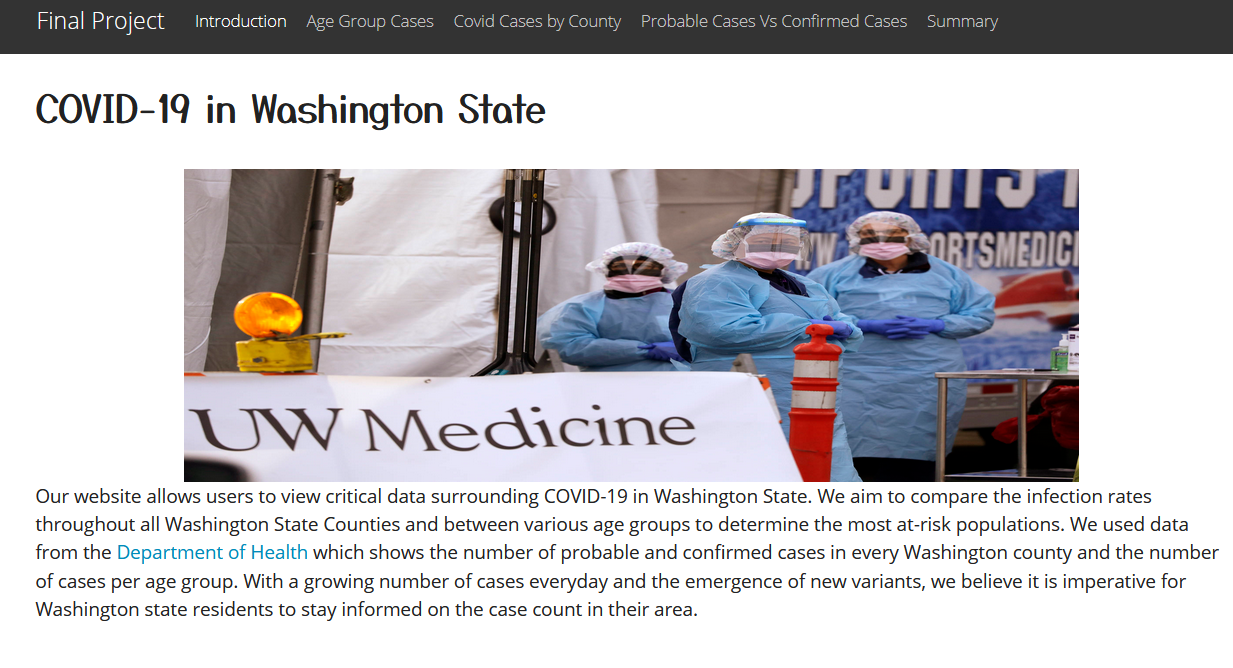 Final Project Introduction Age Group Cases Covid Cases by County Probable Cases Vs Confirmed Cases Summary
COVID-19 in Washington State
SPORTS
ORTSMEDICI
UW Medicine
Our website allows users to view critical data surrounding COVID-19 in Washington State. We aim to compare the infection rates
throughout all Washington State Counties and between various age groups to determine the most at-risk populations. We used data
from the Department of Health which shows the number of probable and confirmed cases in every Washington county and the number
of cases per age group. With a growing number of cases everyday and the emergence of new variants, we believe it is imperative for
Washington state residents to stay informed on the case count in their area.